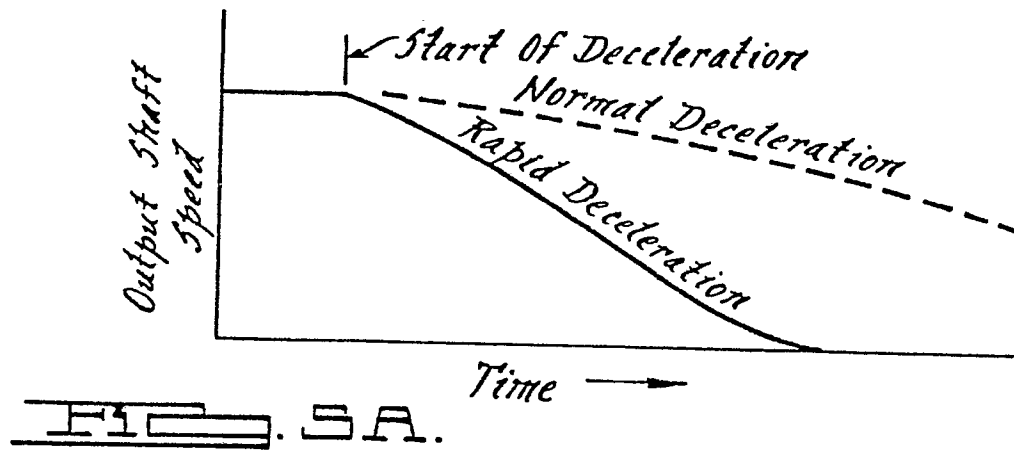 Start Of Deceleration
Normal Deceleration
Rapid Deceleration
Output Shaft
Speed
Time
FIG. 5A.